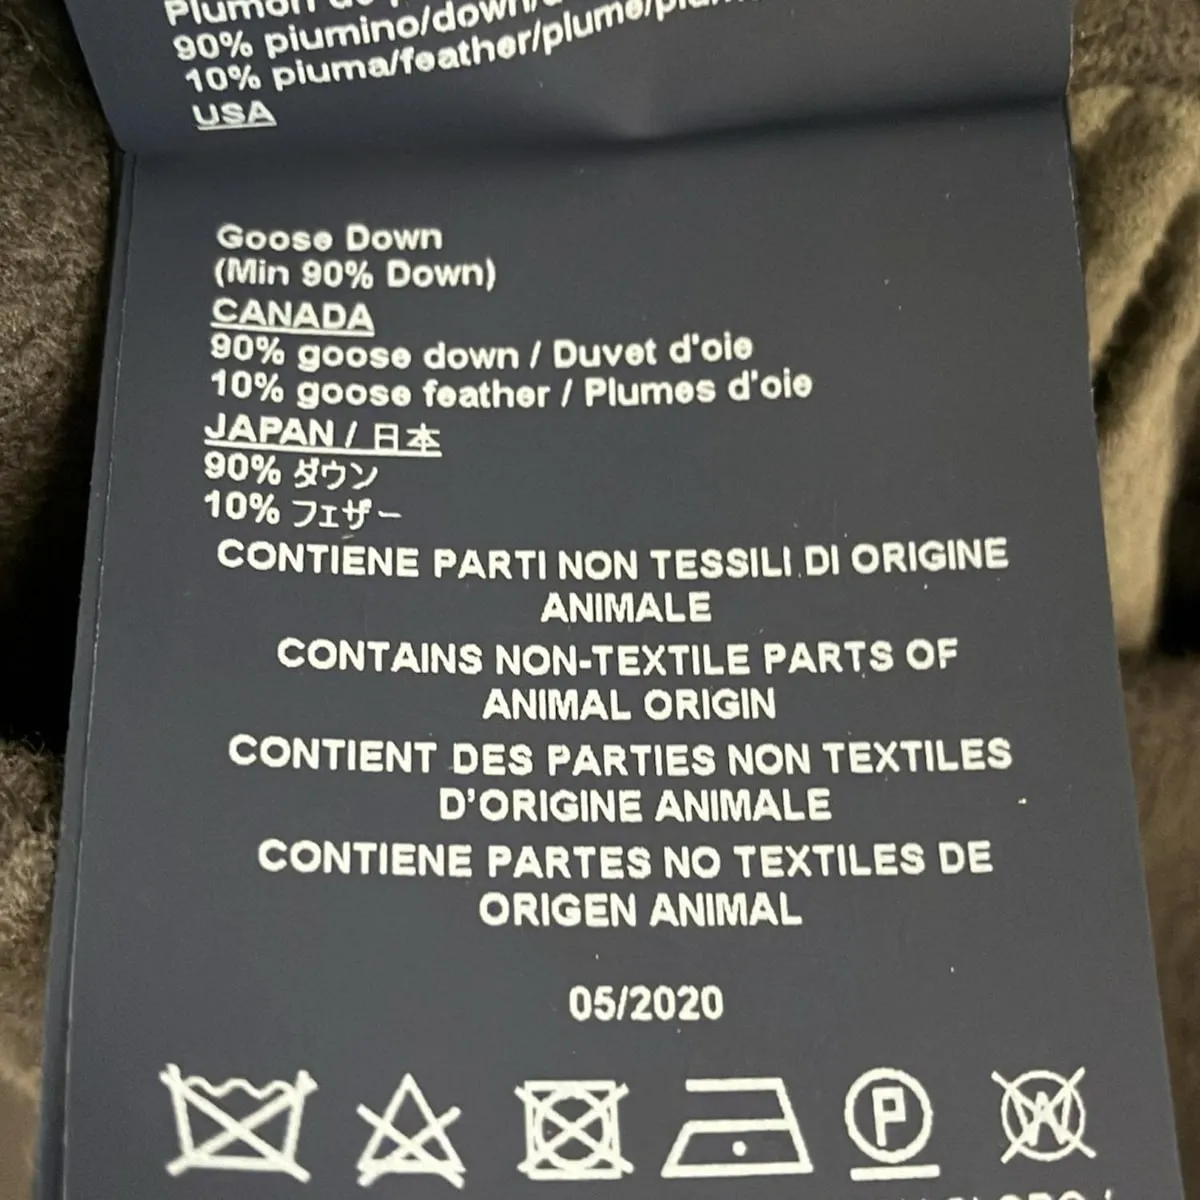 90% piumino/down/
10% piuma/feather/plume/
USA
Goose Down
(Min 90% Down)
CANADA
90% goose down / Duvet d'oie
10% goose feather / Plumes d'oie
JAPAN / 日本
90% ダウン
10% フェザー
CONTIENE PARTI NON TESSILI DI ORIGINE
ANIMALE
CONTAINS NON-TEXTILE PARTS OF
ANIMAL ORIGIN
CONTIENT DES PARTIES NON TEXTILES
D'ORIGINE ANIMALE
CONTIENE PARTES NO TEXTILES DE
ORIGEN ANIMAL
05/2020
P W